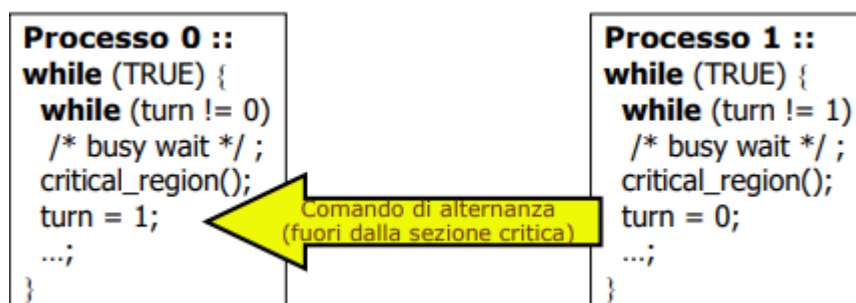 Processo 0 ::
while (TRUE) {
while (turn != 0)
/* busy wait */ ;
critical_region();
turn = 1;
...;
}
Comando di alternanza
(fuori dalla sezione critica)
Processo 1 ::
while (TRUE) {
while (turn != 1)
/* busy wait */ ;
critical_region();
turn = 0;
...;
}